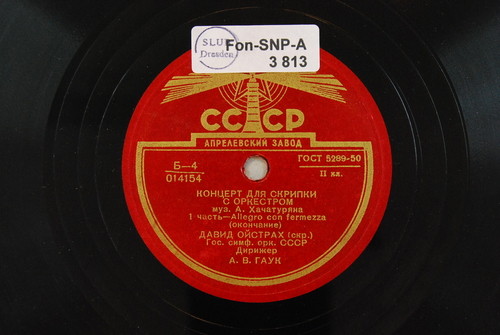 SLUB
Dresden
Fon-SNP-A
3 813
СССР
АПРЕЛЕВСКИЙ ЗАВОД
Б—4
014154
ГОСТ 5289-50
II кл.
КОНЦЕРТ ДЛЯ СКРИПКИ
С ОРКЕСТРОМ
муз. А. Хачатуряна
1 часть—Allegro con fermezza
(окончание)
ДАВИД ОЙСТРАХ (скр.)
Гос. симф. орк. СССР
Дирижер
А. В. ГАУК